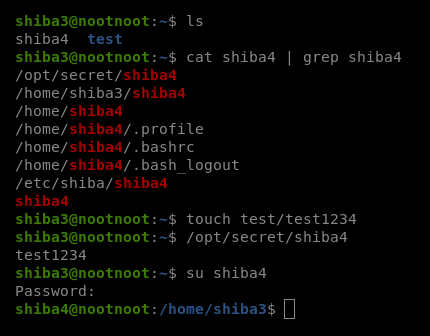 shiba3@nootnoot:~$ ls
shiba4  test
shiba3@nootnoot:~$ cat shiba4 | grep shiba4
/opt/secret/shiba4
/home/shiba3/shiba4
/home/shiba4
/home/shiba4/.profile
/home/shiba4/.bashrc
/home/shiba4/.bash_logout
/etc/shiba/shiba4
shiba4
shiba3@nootnoot:~$ touch test/test1234
shiba3@nootnoot:~$ /opt/secret/shiba4
test1234
shiba3@nootnoot:~$ su shiba4
Password:
shiba4@nootnoot:/home/shiba3$